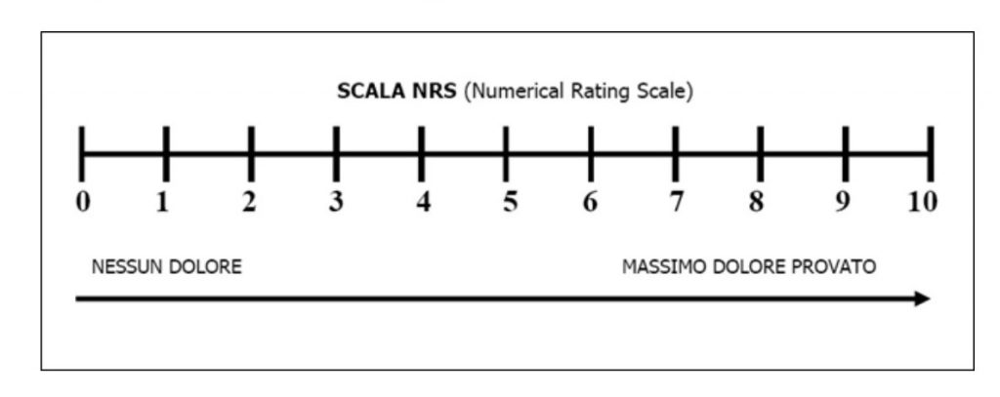 SCALA NRS (Numerical Rating Scale)
0 1 2 3 4 5 6 7 8 9 10
NESSUN DOLORE MASSIMO DOLORE PROVATO